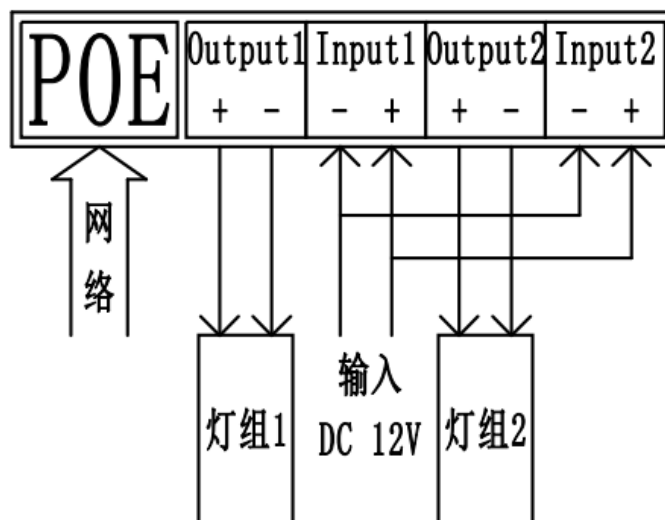 POE Output1 Input1 Output2 Input2
+ - - + + - - +
网
络
输入
灯组1 DC 12V 灯组2